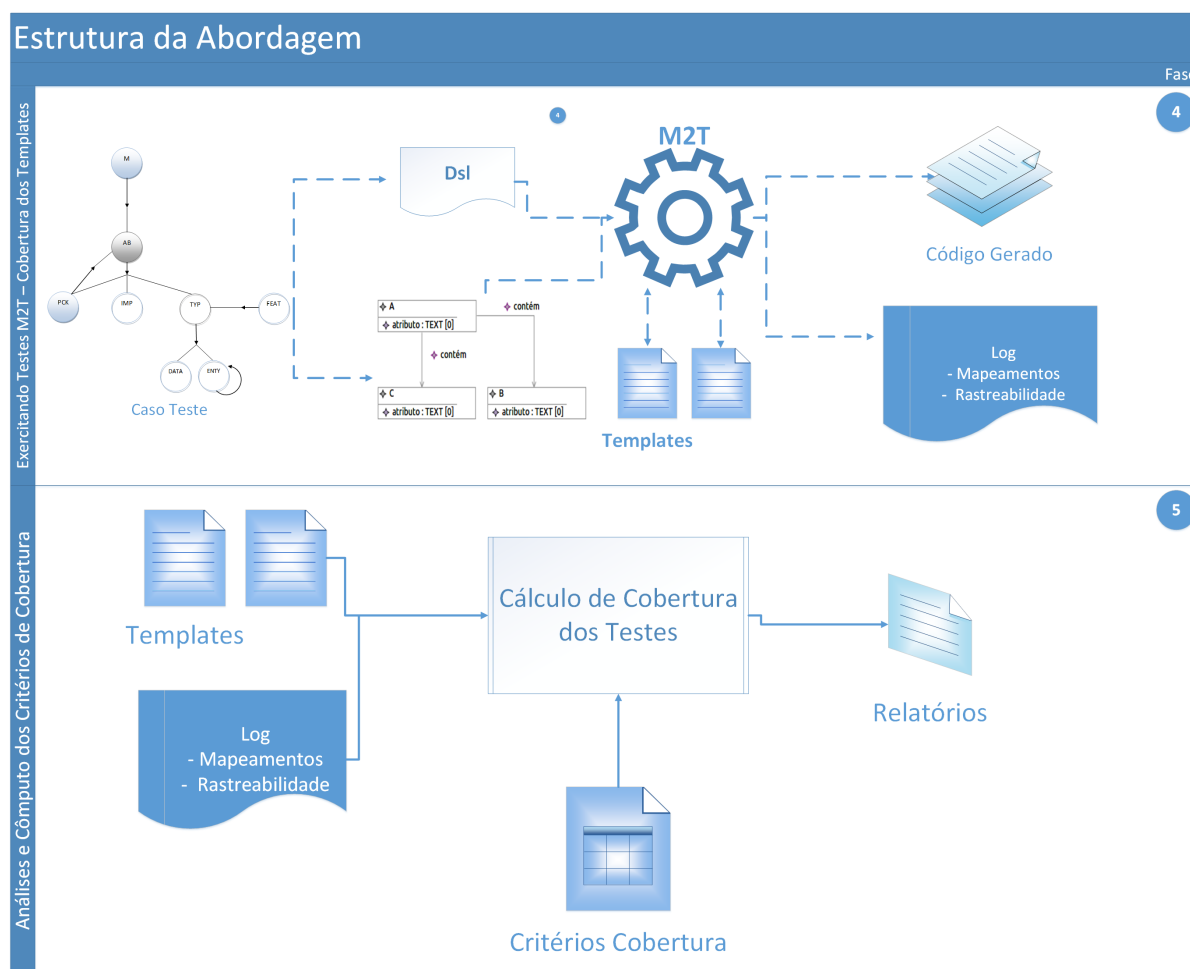 Estrutura da Abordagem
Fase
Exercitando Testes M2T – Cobertura dos Templates
4
4
M
AB
PCK
IMP
TYP
FEAT
DATA
ENTY
Caso Teste
Dsl
A
atributo : TEXT [0]
contém
contém
C
atributo : TEXT [0]
B
atributo : TEXT [0]
M2T
Templates
Código Gerado
Log
- Mapeamentos
- Rastreabilidade
Análises e Cômputo dos Critérios de Cobertura
5
Templates
Log
- Mapeamentos
- Rastreabilidade
Cálculo de Cobertura
dos Testes
Critérios Cobertura
Relatórios